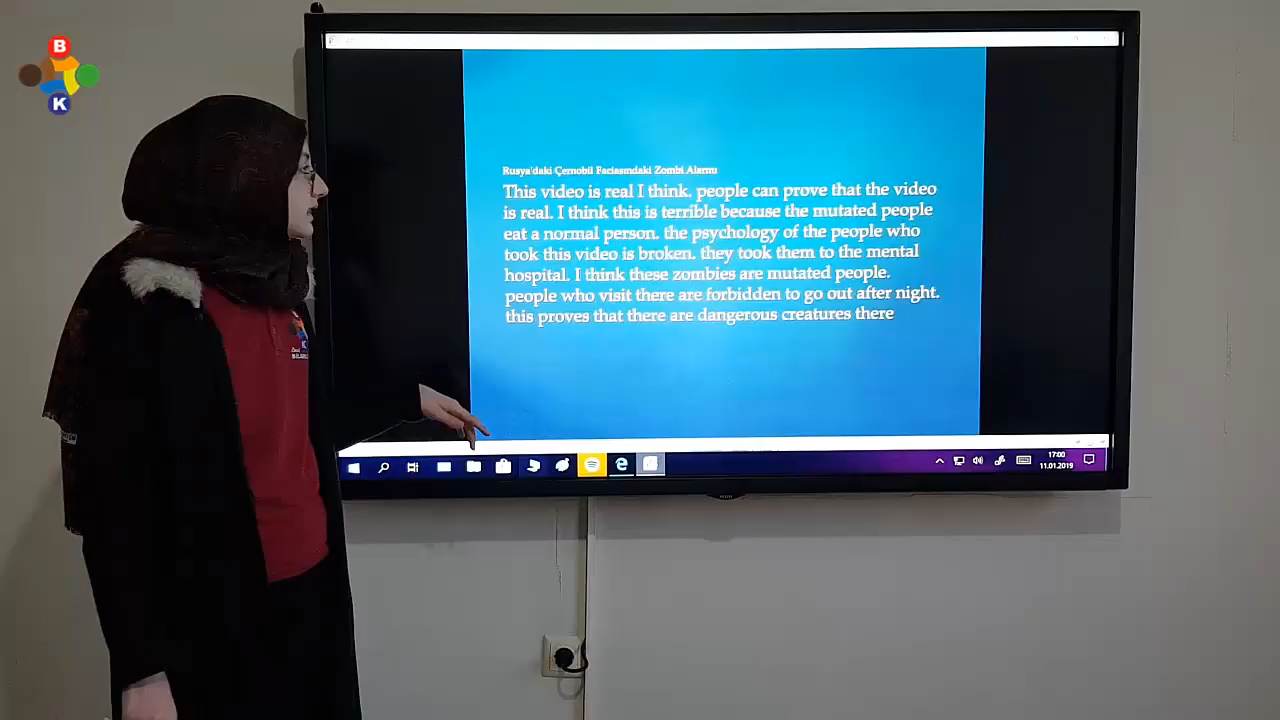 B
K
Rusya'daki Çernobil Faciasındaki Zombi Alarmı
This video is real I think. people can prove that the video
is real. I think this is terrible because the mutated people
eat a normal person. the psychology of the people who
took this video is broken. they took them to the mental
hospital. I think these zombies are mutated people.
people who visit there are forbidden to go out after night.
this proves that there are dangerous creatures there
17:00
11.01.2019